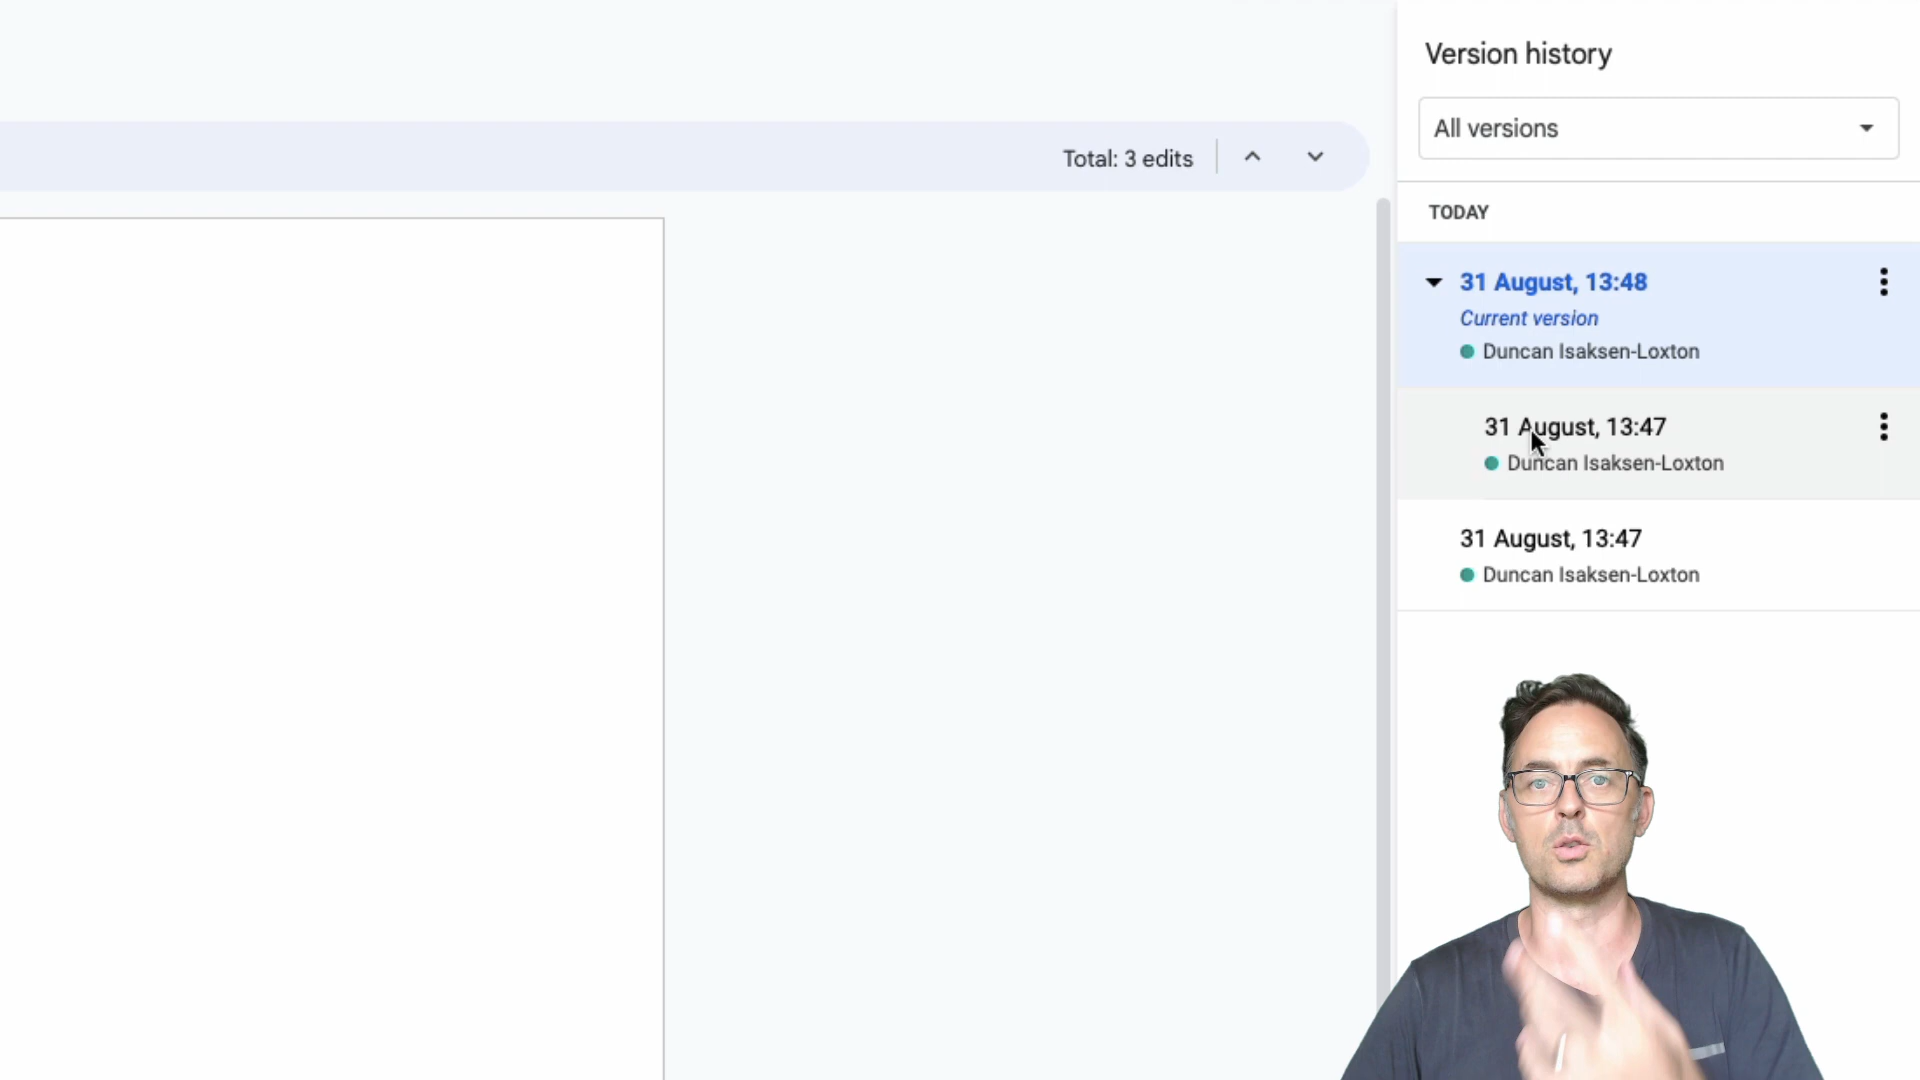 Version history
All versions
Total: 3 edits
TODAY
31 August, 13:48
Current version
Duncan Isaksen-Loxton
31 August, 13:47
Duncan Isaksen-Loxton
31 August, 13:47
Duncan Isaksen-Loxton